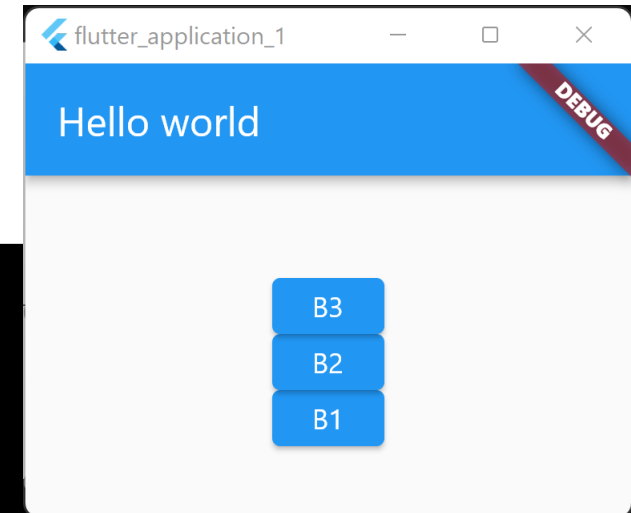 flutter_application_1
Hello world
DEBUG
B3
B2
B1